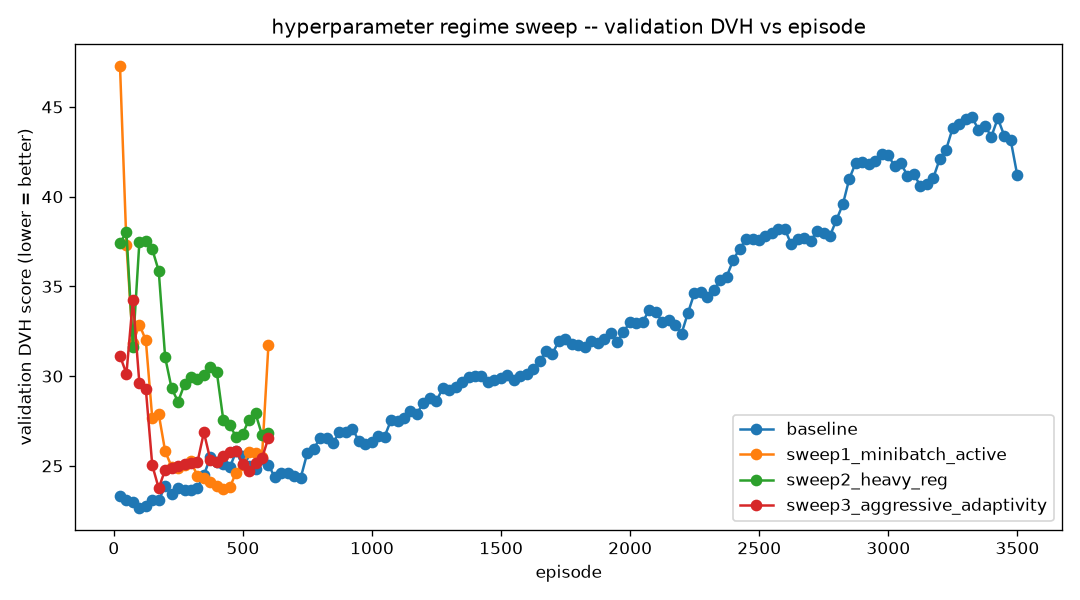 hyperparameter regime sweep -- validation DVH vs episode
validation DVH score (lower = better)
45
40
35
30
25
0
500
1000
1500
2000
2500
3000
3500
episode
baseline
sweep1_minibatch_active
sweep2_heavy_reg
sweep3_aggressive_adaptivity